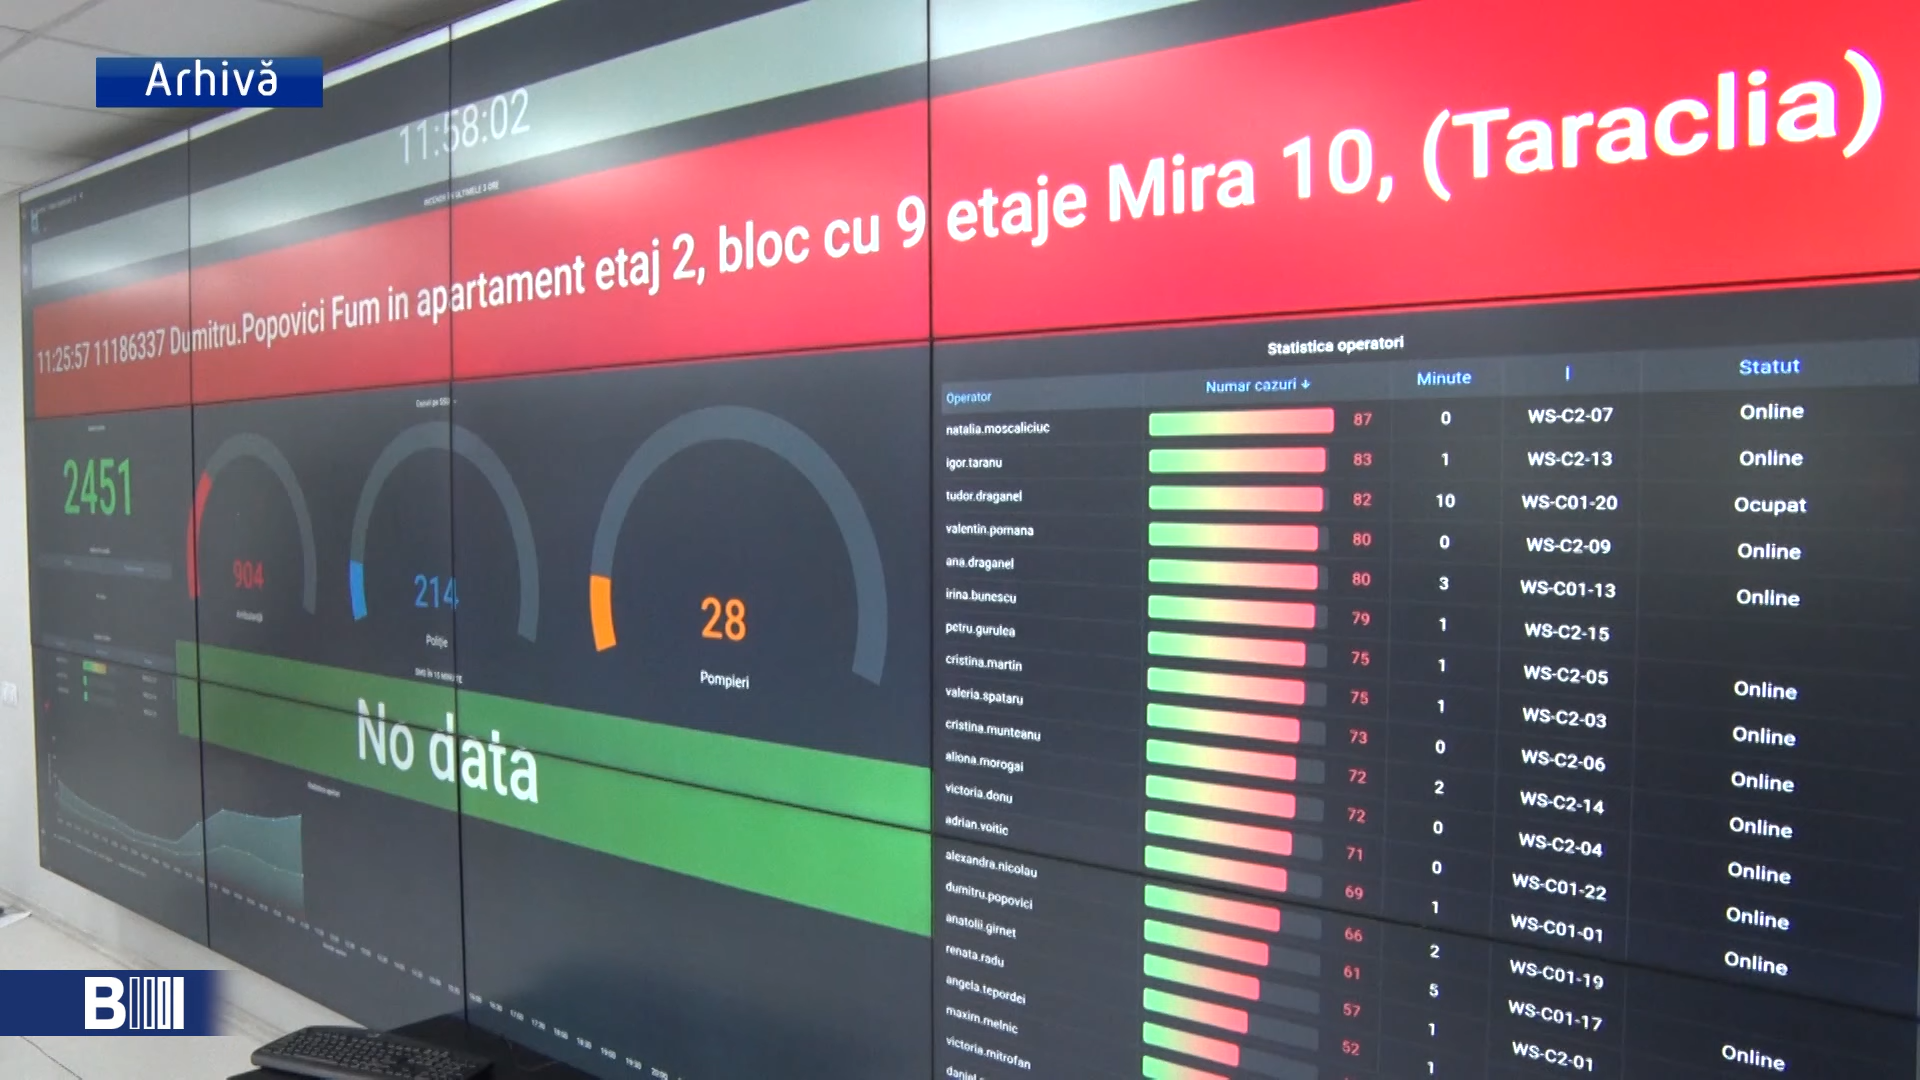 Arhivă
11:58:02
11:25:57 11186337 Dumitru.Popovici Fum in apartament etaj 2, bloc cu 9 etaje Mira 10, (Taraclia)
2451
904
214
Poliție
28
Pompieri
No data
Statistica operatori
Operator Numar cazuri ↓ Minute I Statut
natalia.moscaliciuc 87 0 WS-C2-07 Online
igor.taranu 83 1 WS-C2-13 Online
tudor.draganel 82 10 WS-C01-20 Ocupat
valentin.pomana 80 0 WS-C2-09 Online
ana.draganel 80 3 WS-C01-13 Online
irina.bunescu 79 1 WS-C2-15
petru.gurulea 75 1 WS-C2-05 Online
cristina.martin 75 1 WS-C2-03 Online
valeria.spataru 73 0 WS-C2-06 Online
cristina.munteanu 72 2 WS-C2-14 Online
aliona.morogai 72 0 WS-C2-04 Online
victoria.donu 71 0 WS-C01-22 Online
adrian.voitic 69 1 WS-C01-01 Online
alexandra.nicolau 66 2 WS-C01-19
dumitru.popovici 61 5 WS-C01-17
anatolii.girnet 57 1 WS-C2-01 Online
renata.radu 52 1
angela.tepordei
maxim.melnic
victoria.mitrofan
B